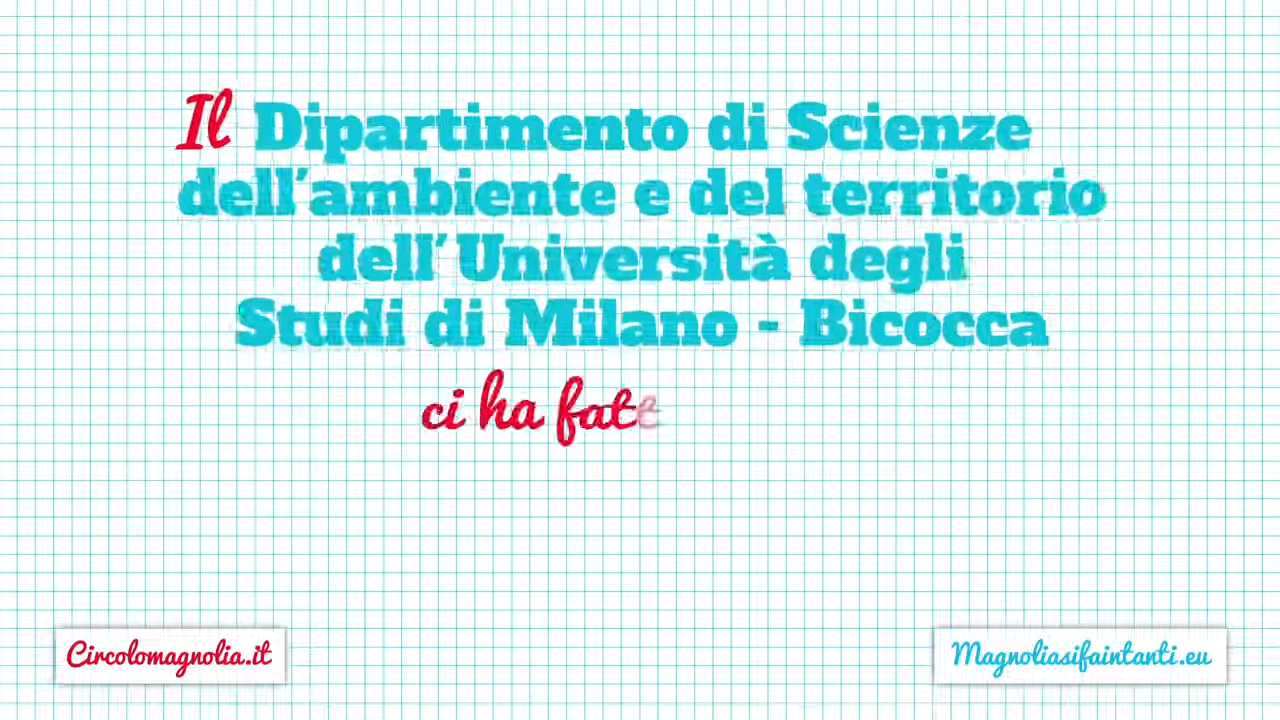 Il Dipartimento di Scienze
dell'ambiente e del territorio
dell'Università degli
Studi di Milano - Bicocca
ci ha fatt
Circolomagnolia.it
Magnoliasifaintanti.eu